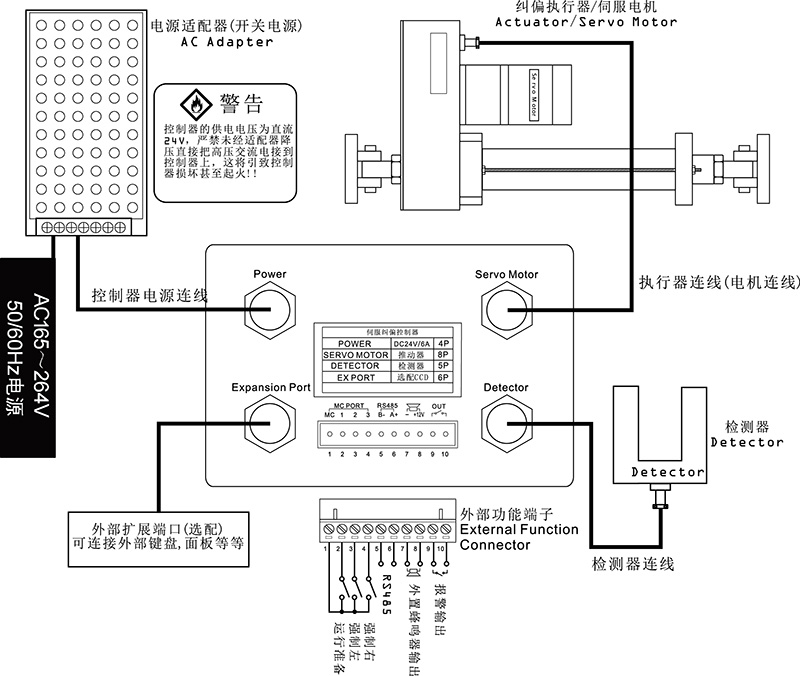 电源适配器(开关电源)
AC Adapter
纠偏执行器/伺服电机
Actuator/Servo Motor
Servo Motor
警告
控制器的供电电压为直流
24V，严禁未经适配器降
压直接把高压交流电接到
控制器上，这将引致控制
器损坏甚至起火!!
AC165～264V
50/60Hz电源
控制器电源连线
Power
Servo Motor
执行器连线(电机连线)
伺服纠偏控制器
POWER DC24V/6A 4P
SERVO MOTOR 推动器 8P
DETECTOR 检测器 5P
EX PORT 选配CCD 6P
Expansion Port
Detector
MC PORT RS485 OUT
MC 1 2 3 B- A+ - +12V
1 2 3 4 5 6 7 8 9 10
检测器
Detector
Detector
外部扩展端口(选配)
可连接外部键盘,面板等等
外部功能端子
External Function
Connector
检测器连线
1 2 3 4 5 6 7 8 9 10
运行准备
强制左
强制右
RS485
外置蜂鸣器输出
报警输出